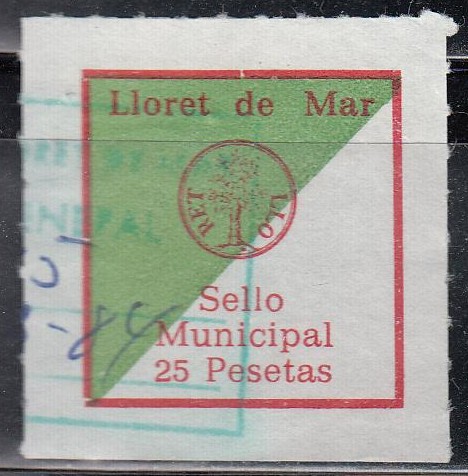 Lloret de Mar
LLO RET
Sello
Municipal
25 Pesetas